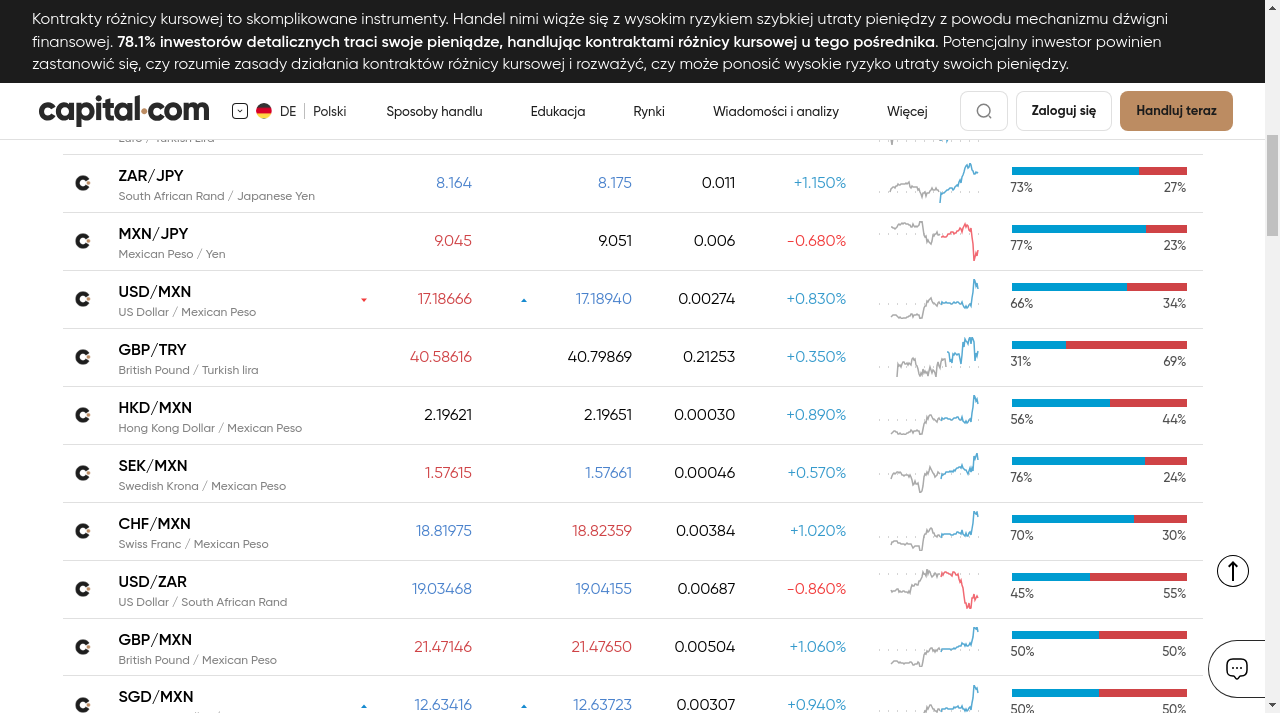 Kontrakty różnicy kursowej to skomplikowane instrumenty. Handel nimi wiąże się z wysokim ryzykiem szybkiej utraty pieniędzy z powodu mechanizmu dźwigni
finansowej. 78.1% inwestorów detalicznych traci swoje pieniądze, handlując kontraktami różnicy kursowej u tego pośrednika. Potencjalny inwestor powinien
zastanowić się, czy rozumie zasady działania kontraktów różnicy kursowej i rozważyć, czy może ponosić wysokie ryzyko utraty swoich pieniędzy.
capital.com DE Polski Sposoby handlu Edukacja Rynki Wiadomości i analizy Więcej Zaloguj się Handluj teraz
Euro / Turkish Lira
ZAR/JPY 8.164 8.175 0.011 +1.150%
South African Rand / Japanese Yen 73% 27%
MXN/JPY 9.045 9.051 0.006 -0.680%
Mexican Peso / Yen 77% 23%
USD/MXN 17.18666 17.18940 0.00274 +0.830%
US Dollar / Mexican Peso 66% 34%
GBP/TRY 40.58616 40.79869 0.21253 +0.350%
British Pound / Turkish lira 31% 69%
HKD/MXN 2.19621 2.19651 0.00030 +0.890%
Hong Kong Dollar / Mexican Peso 56% 44%
SEK/MXN 1.57615 1.57661 0.00046 +0.570%
Swedish Krona / Mexican Peso 76% 24%
CHF/MXN 18.81975 18.82359 0.00384 +1.020%
Swiss Franc / Mexican Peso 70% 30%
USD/ZAR 19.03468 19.04155 0.00687 -0.860%
US Dollar / South African Rand 45% 55%
GBP/MXN 21.47146 21.47650 0.00504 +1.060%
British Pound / Mexican Peso 50% 50%
SGD/MXN 12.63416 12.63723 0.00307 +0.940%
50% 50%